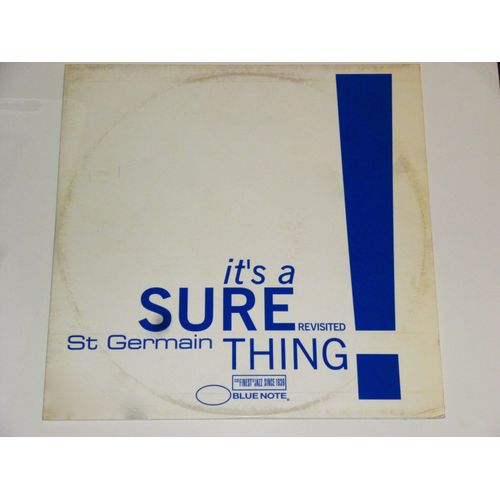 it's a
SURE REVISITED
St Germain THING!
THE FINEST IN JAZZ SINCE 1939
BLUE NOTE®